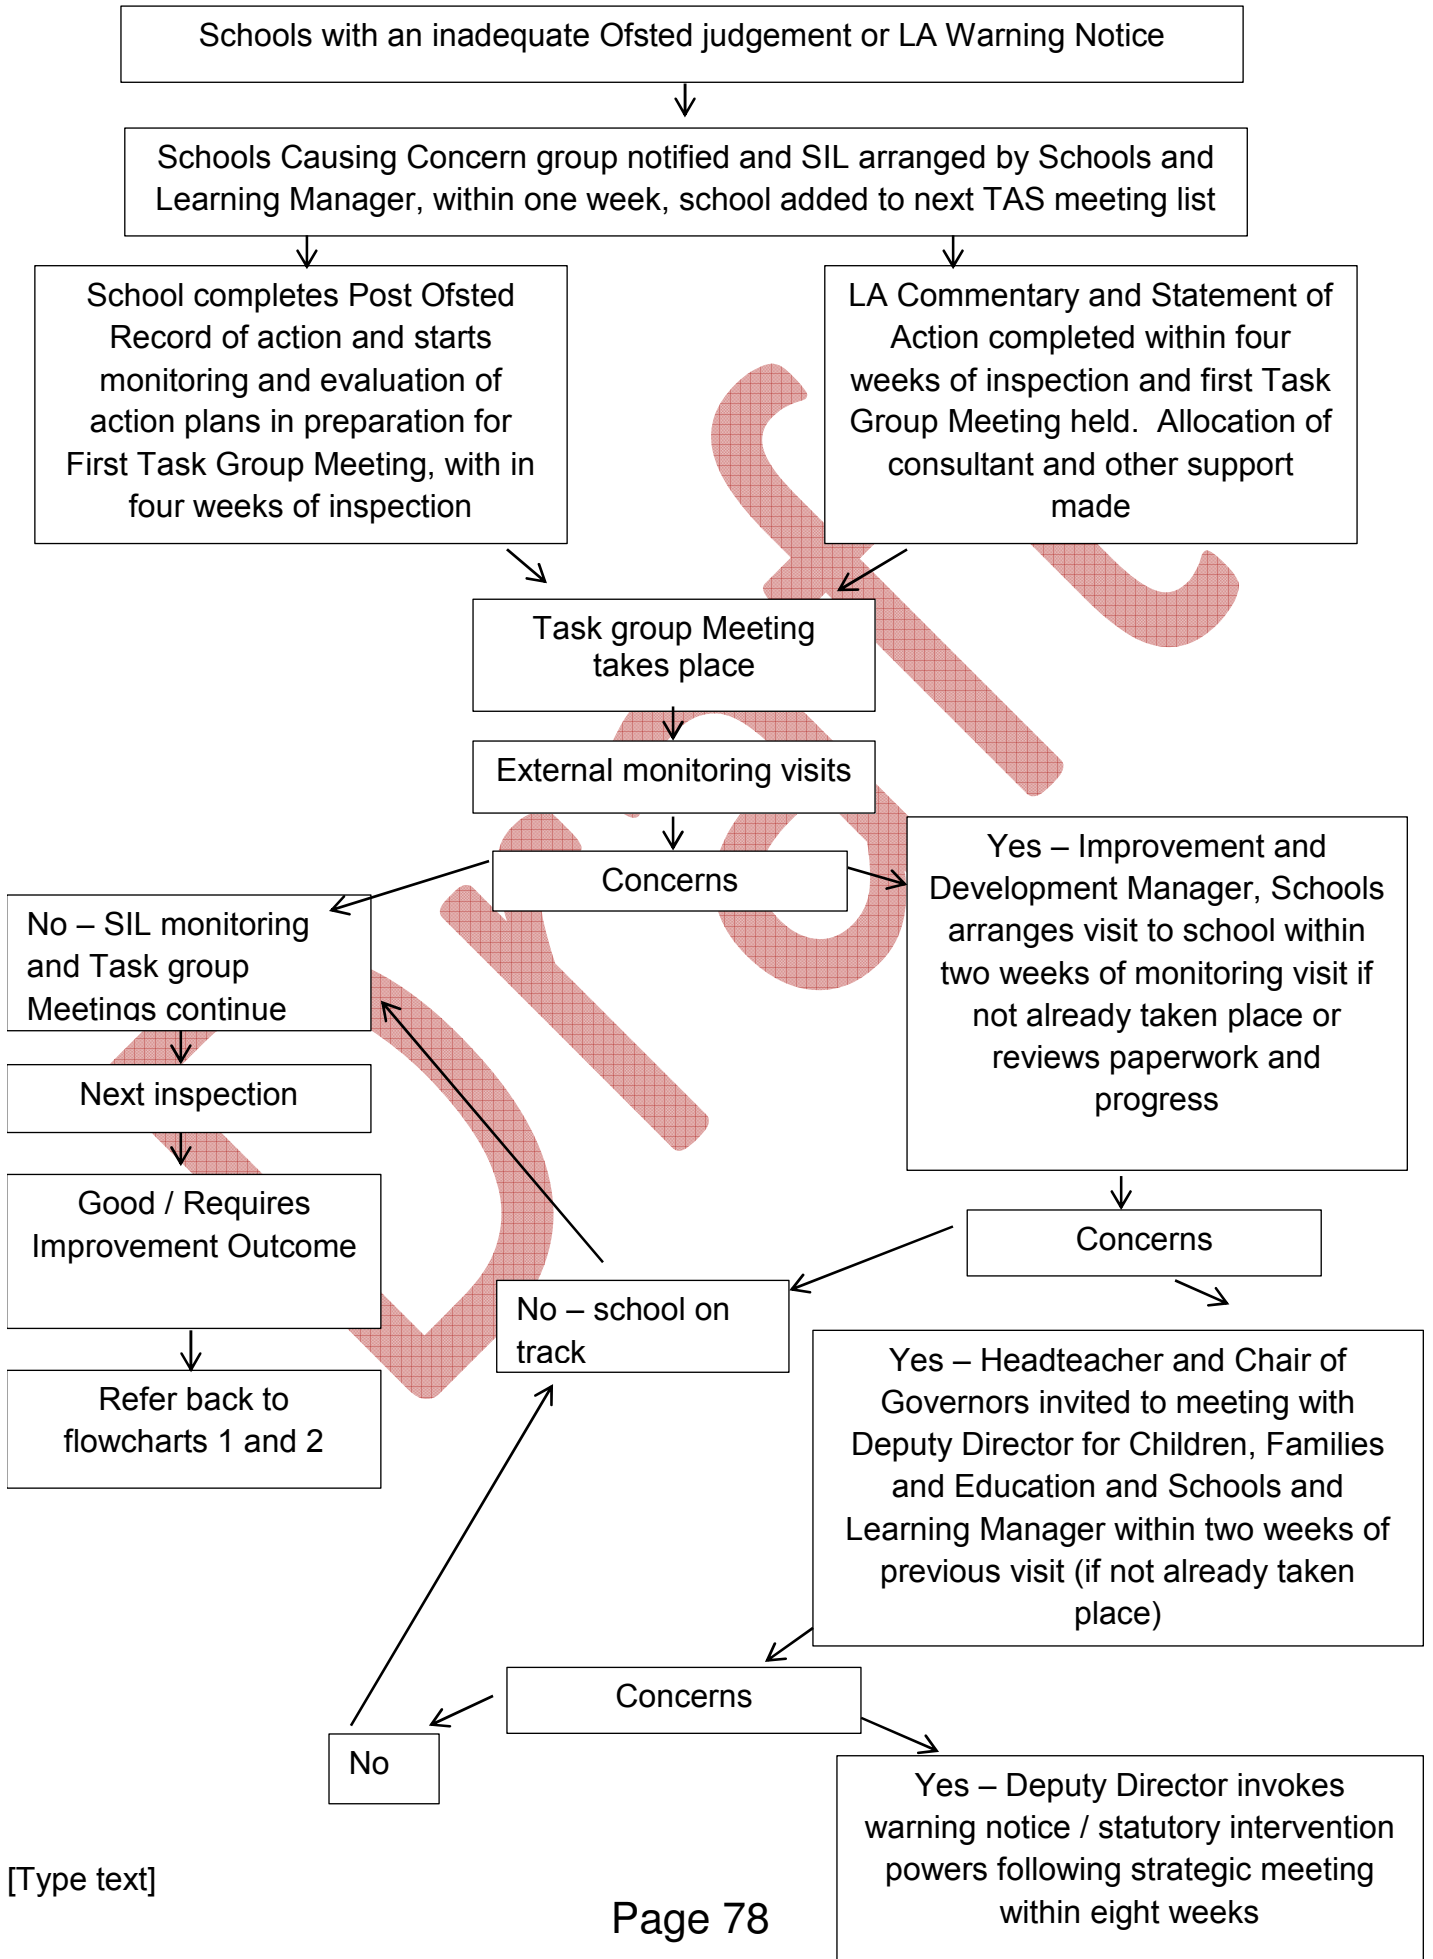 Schools with an inadequate Ofsted judgement or LA Warning Notice
Schools Causing Concern group notified and SIL arranged by Schools and
Learning Manager, within one week, school added to next TAS meeting list
School completes Post Ofsted
Record of action and starts
monitoring and evaluation of
action plans in preparation for
First Task Group Meeting, with in
four weeks of inspection
LA Commentary and Statement of
Action completed within four
weeks of inspection and first Task
Group Meeting held.  Allocation of
consultant and other support
made
Task group Meeting
takes place
External monitoring visits
Concerns
Yes – Improvement and
Development Manager, Schools
arranges visit to school within
two weeks of monitoring visit if
not already taken place or
reviews paperwork and
progress
No – SIL monitoring
and Task group
Meetings continue
Next inspection
Good / Requires
Improvement Outcome
Refer back to
flowcharts 1 and 2
Concerns
No – school on
track
Yes – Headteacher and Chair of
Governors invited to meeting with
Deputy Director for Children, Families
and Education and Schools and
Learning Manager within two weeks of
previous visit (if not already taken
place)
Concerns
No
Yes – Deputy Director invokes
warning notice / statutory intervention
powers following strategic meeting
within eight weeks
[Type text]
Page 78
Draft